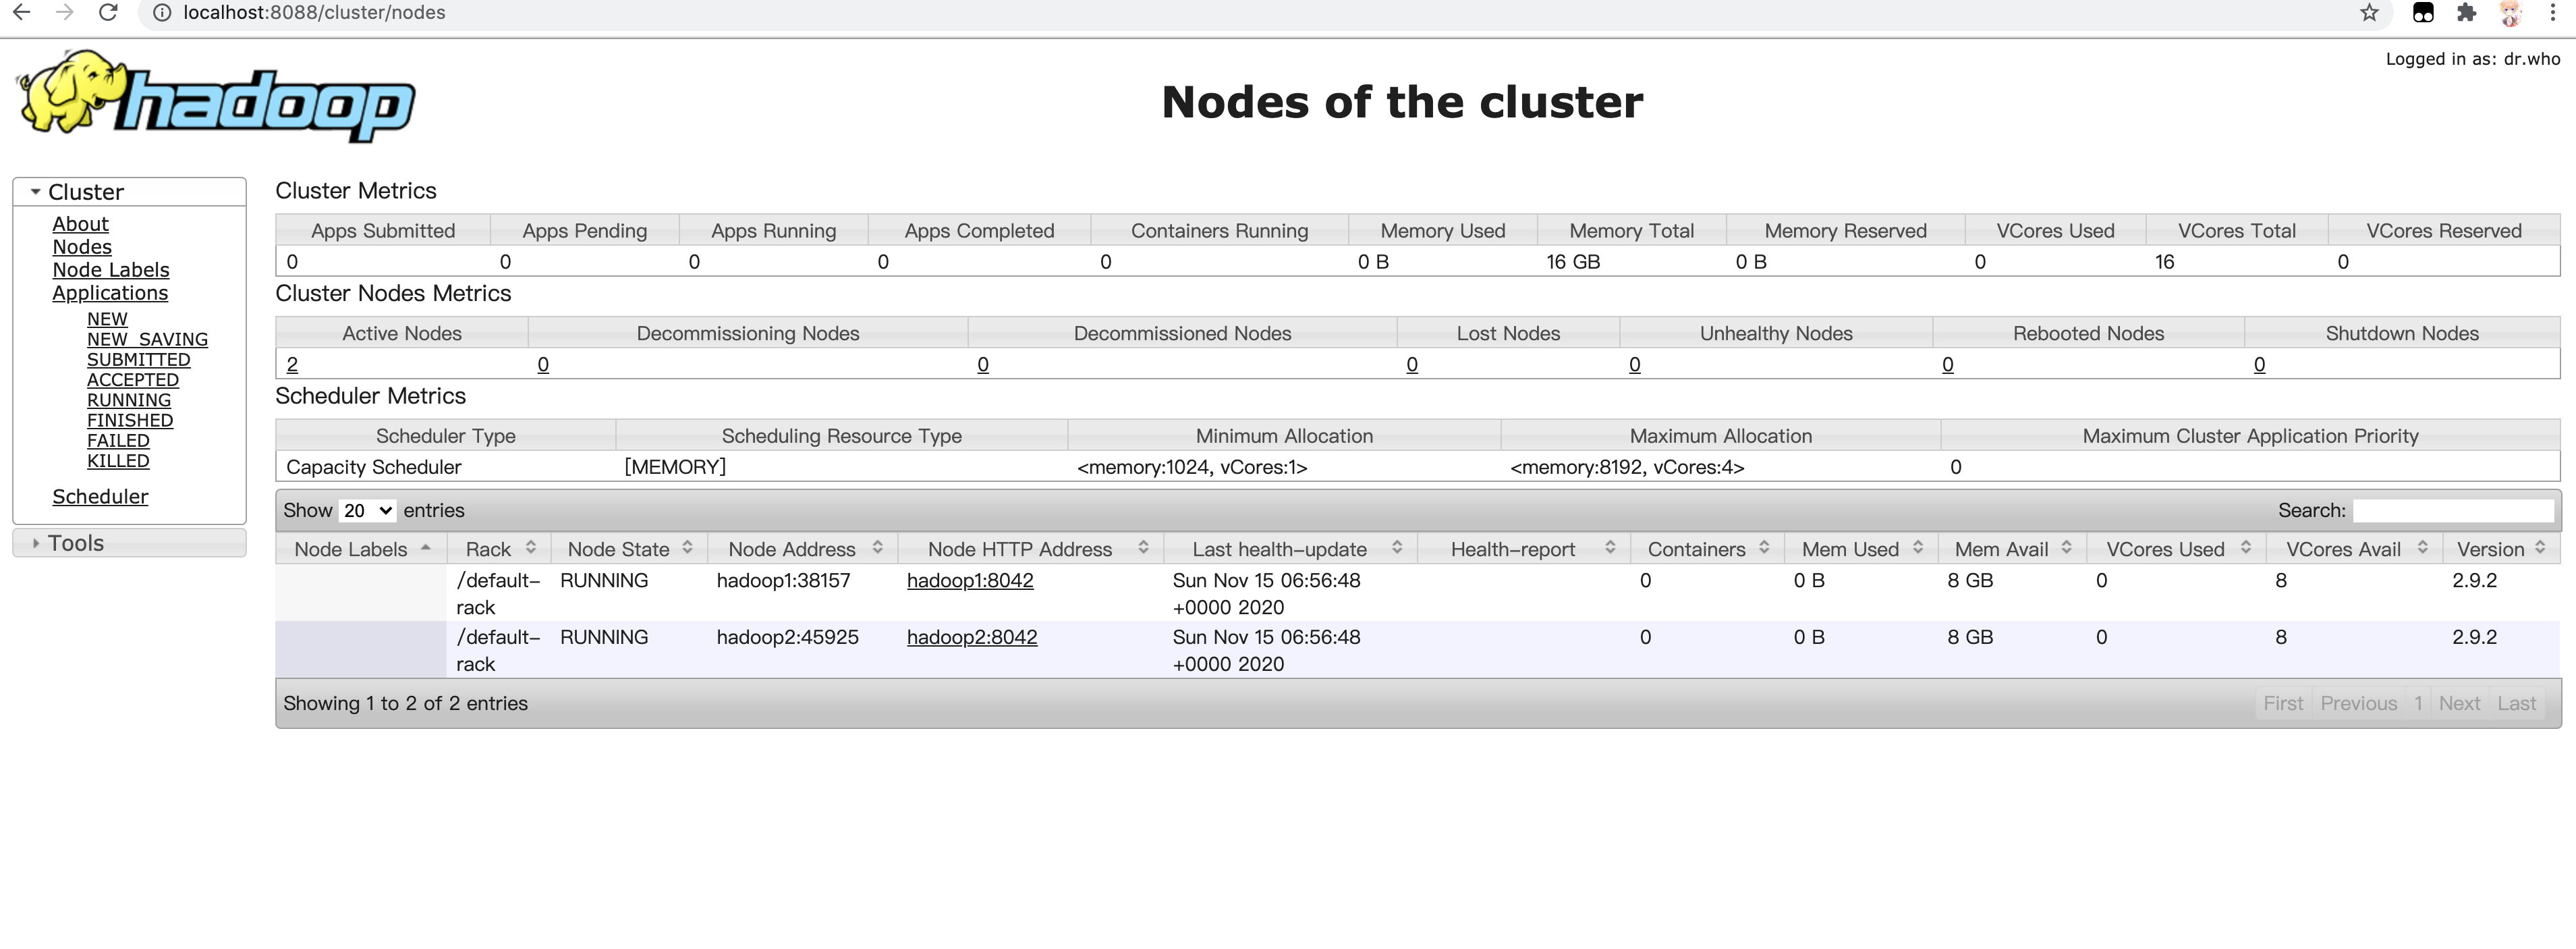 localhost:8088/cluster/nodes
Logged in as: dr.who
hadoop
Nodes of the cluster
Cluster
About
Nodes
Node Labels
Applications
NEW
NEW_SAVING
SUBMITTED
ACCEPTED
RUNNING
FINISHED
FAILED
KILLED
Scheduler
Tools
Cluster Metrics
Apps Submitted Apps Pending Apps Running Apps Completed Containers Running Memory Used Memory Total Memory Reserved VCores Used VCores Total VCores Reserved
0 0 0 0 0 0 B 16 GB 0 B 0 16 0
Cluster Nodes Metrics
Active Nodes Decommissioning Nodes Decommissioned Nodes Lost Nodes Unhealthy Nodes Rebooted Nodes Shutdown Nodes
2 0 0 0 0 0 0
Scheduler Metrics
Scheduler Type Scheduling Resource Type Minimum Allocation Maximum Allocation Maximum Cluster Application Priority
Capacity Scheduler [MEMORY] <memory:1024, vCores:1> <memory:8192, vCores:4> 0
Show 20 entries Search:
Node Labels Rack Node State Node Address Node HTTP Address Last health-update Health-report Containers Mem Used Mem Avail VCores Used VCores Avail Version
/default- RUNNING hadoop1:38157 hadoop1:8042 Sun Nov 15 06:56:48 0 0 B 8 GB 0 8 2.9.2
rack +0000 2020
/default- RUNNING hadoop2:45925 hadoop2:8042 Sun Nov 15 06:56:48 0 0 B 8 GB 0 8 2.9.2
rack +0000 2020
Showing 1 to 2 of 2 entries First Previous 1 Next Last